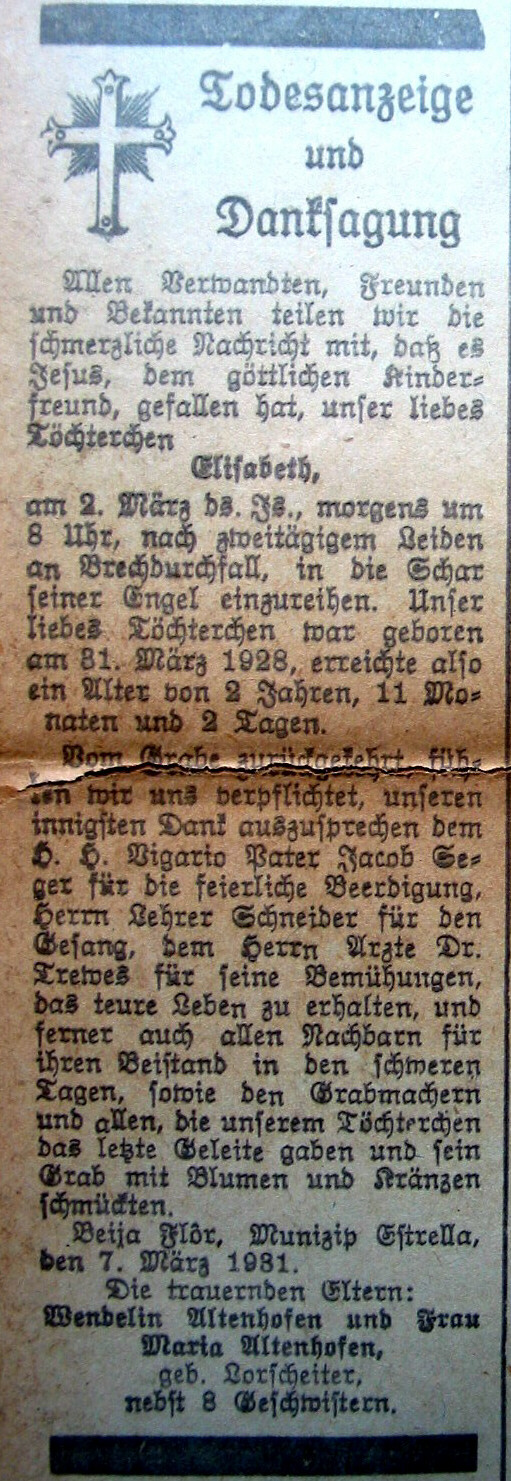 Todesanzeige
und
Dankſagung
Allen Verwandten, Freunden
und Bekannten teilen wir die
ſchmerzliche Nachricht mit, daß es
Jeſus, dem göttlichen Kinder-
freund, gefallen hat, unſer liebes
Töchterchen
Eliſabeth,
am 2. März ds. Js., morgens um
8 Uhr, nach zweitägigem Leiden
an Brechdurchfall, in die Schar
ſeiner Engel einzureihen. Unſer
liebes Töchterchen war geboren
am 31. März 1928, erreichte alſo
ein Alter von 2 Jahren, 11 Mo-
naten und 2 Tagen.
Vom Grabe zurückgekehrt, füh-
len wir uns verpflichtet, unſeren
innigſten Dank auszuſprechen dem
H. H. Vigario Pater Jacob Se-
ger für die feierliche Beerdigung,
Herrn Lehrer Schneider für den
Geſang, dem Herrn Arzte Dr.
Trewes für ſeine Bemühungen,
das teure Leben zu erhalten, und
ferner auch allen Nachbarn für
ihren Beiſtand in den ſchweren
Tagen, ſowie den Grabmachern
und allen, die unſerem Töchterchen
das letzte Geleite gaben und ſein
Grab mit Blumen und Kränzen
ſchmückten.
Beija Flôr, Munizip Eſtrella,
den 7. März 1931.
Die trauernden Eltern:
Wendelin Altenhofen und Frau
Maria Altenhofen,
geb. Lorſcheiter,
nebſt 8 Geſchwiſtern.